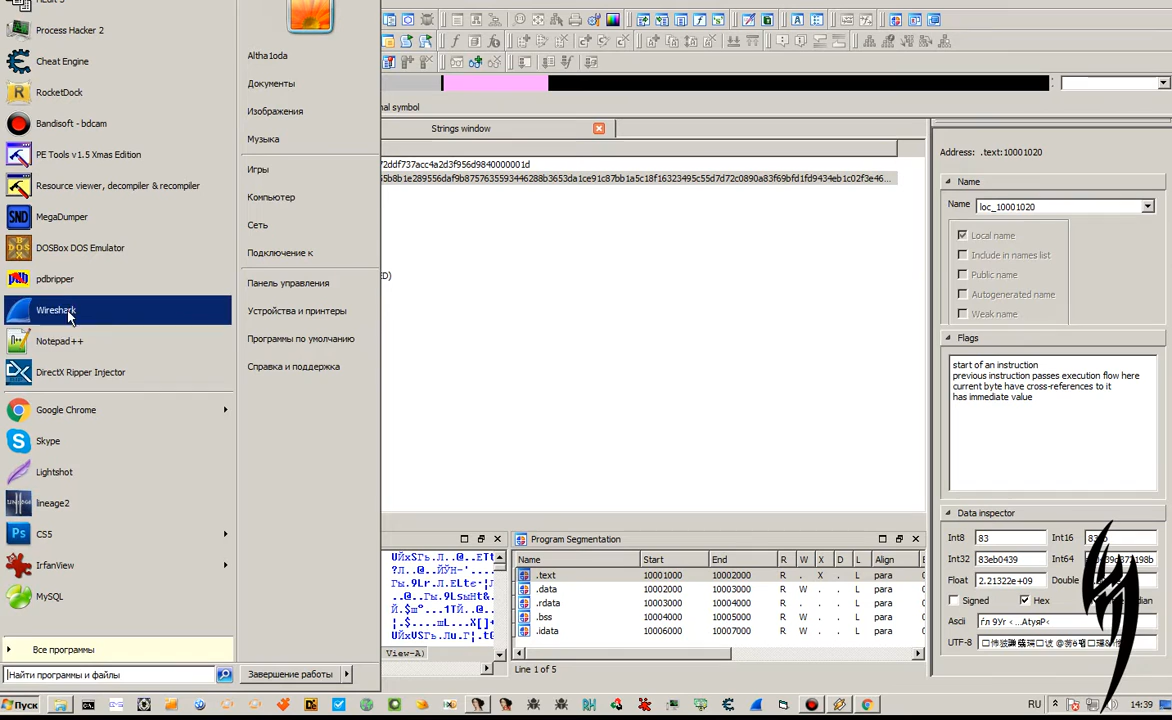 Process Hacker 2
Cheat Engine
RocketDock
Bandisoft - bdcam
PE Tools v1.5 Xmas Edition
Resource viewer, decompiler & recompiler
MegaDumper
DOSBox DOS Emulator
pdbripper
Wireshark
Notepad++
DirectX Ripper Injector
Google Chrome
Skype
Lightshot
lineage2
CS5
IrfanView
MySQL
Все программы
Найти программы и файлы
Altha1oda
Документы
Изображения
Музыка
Игры
Компьютер
Сеть
Подключение к
Панель управления
Устройства и принтеры
Программы по умолчанию
Справка и поддержка
Завершение работы
nal symbol
Strings window
72ddf737acc4a2d3f956d9840000001d
ED)
Address: .text:10001020
Name
Name loc_10001020
Local name
Include in names list
Public name
Autogenerated name
Weak name
Flags
start of an instruction
previous instruction passes execution flow here
current byte have cross-references to it
has immediate value
Data inspector
Int8 83 Int16
Int32 83eb0439 Int64
Float 2.21322e+09 Double
Signed Hex
Ascii
UTF-8
View-A)
Program Segmentation
Name Start End R W X D L Align
.text 10001000 10002000 R . X . L para
.data 10002000 10003000 R W . . L para
.rdata 10003000 10004000 R . . . L para
.bss 10004000 10005000 R W . . L para
.idata 10006000 10007000 R W . . L para
Line 1 of 5
Пуск
RU
14:39